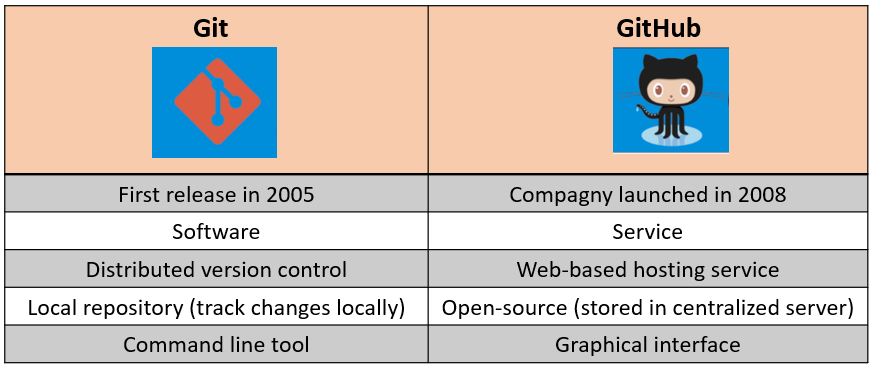 Git
GitHub
First release in 2005
Compagny launched in 2008
Software
Service
Distributed version control
Web-based hosting service
Local repository (track changes locally)
Open-source (stored in centralized server)
Command line tool
Graphical interface